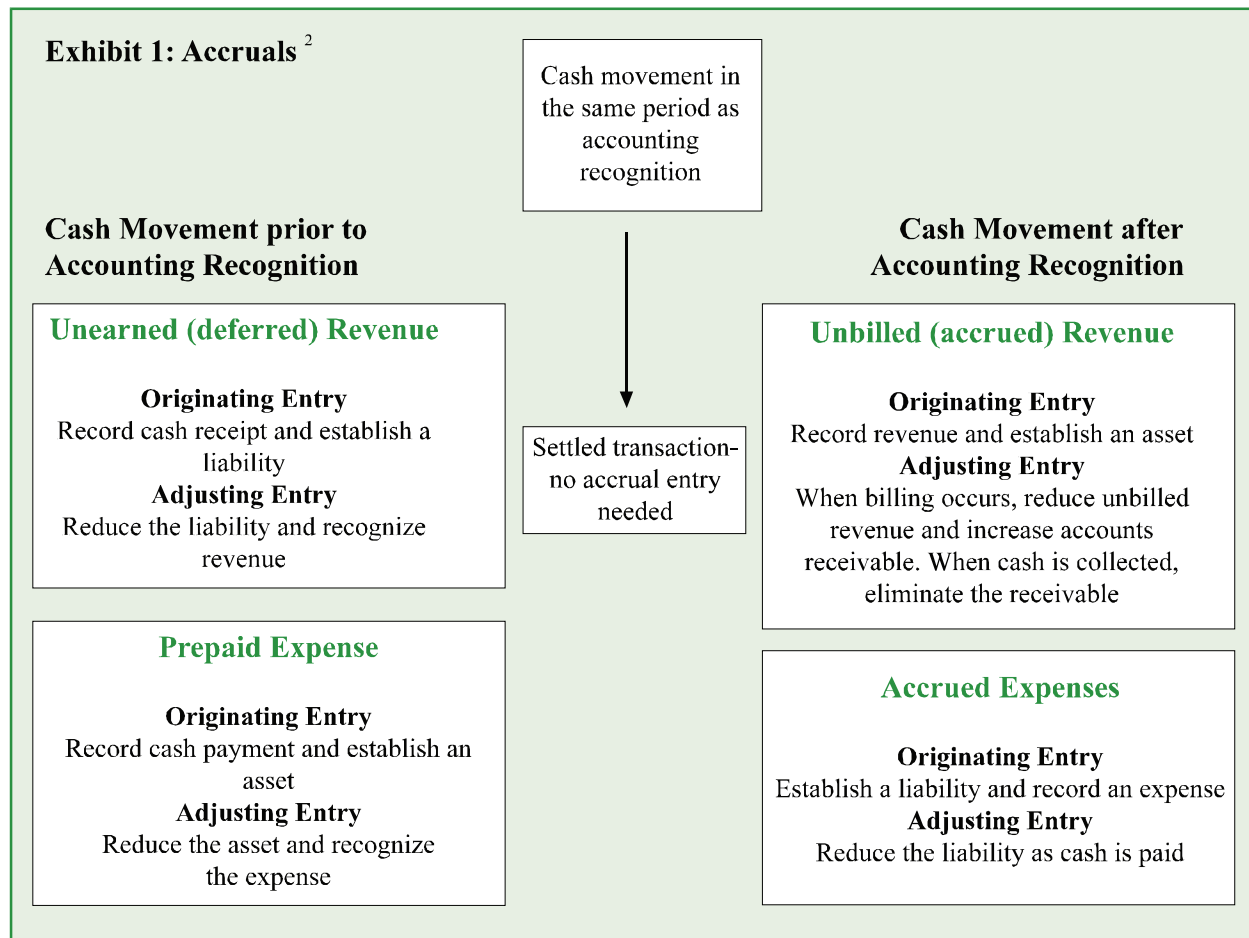 Exhibit 1: Accruals 2
Cash movement in
the same period as
accounting
recognition
Cash Movement prior to
Accounting Recognition
Cash Movement after
Accounting Recognition
Unearned (deferred) Revenue
Originating Entry
Record cash receipt and establish a
liability
Adjusting Entry
Reduce the liability and recognize
revenue
Settled transaction-
no accrual entry
needed
Unbilled (accrued) Revenue
Originating Entry
Record revenue and establish an asset
Adjusting Entry
When billing occurs, reduce unbilled
revenue and increase accounts
receivable. When cash is collected,
eliminate the receivable
Prepaid Expense
Originating Entry
Record cash payment and establish an
asset
Adjusting Entry
Reduce the asset and recognize
the expense
Accrued Expenses
Originating Entry
Establish a liability and record an expense
Adjusting Entry
Reduce the liability as cash is paid